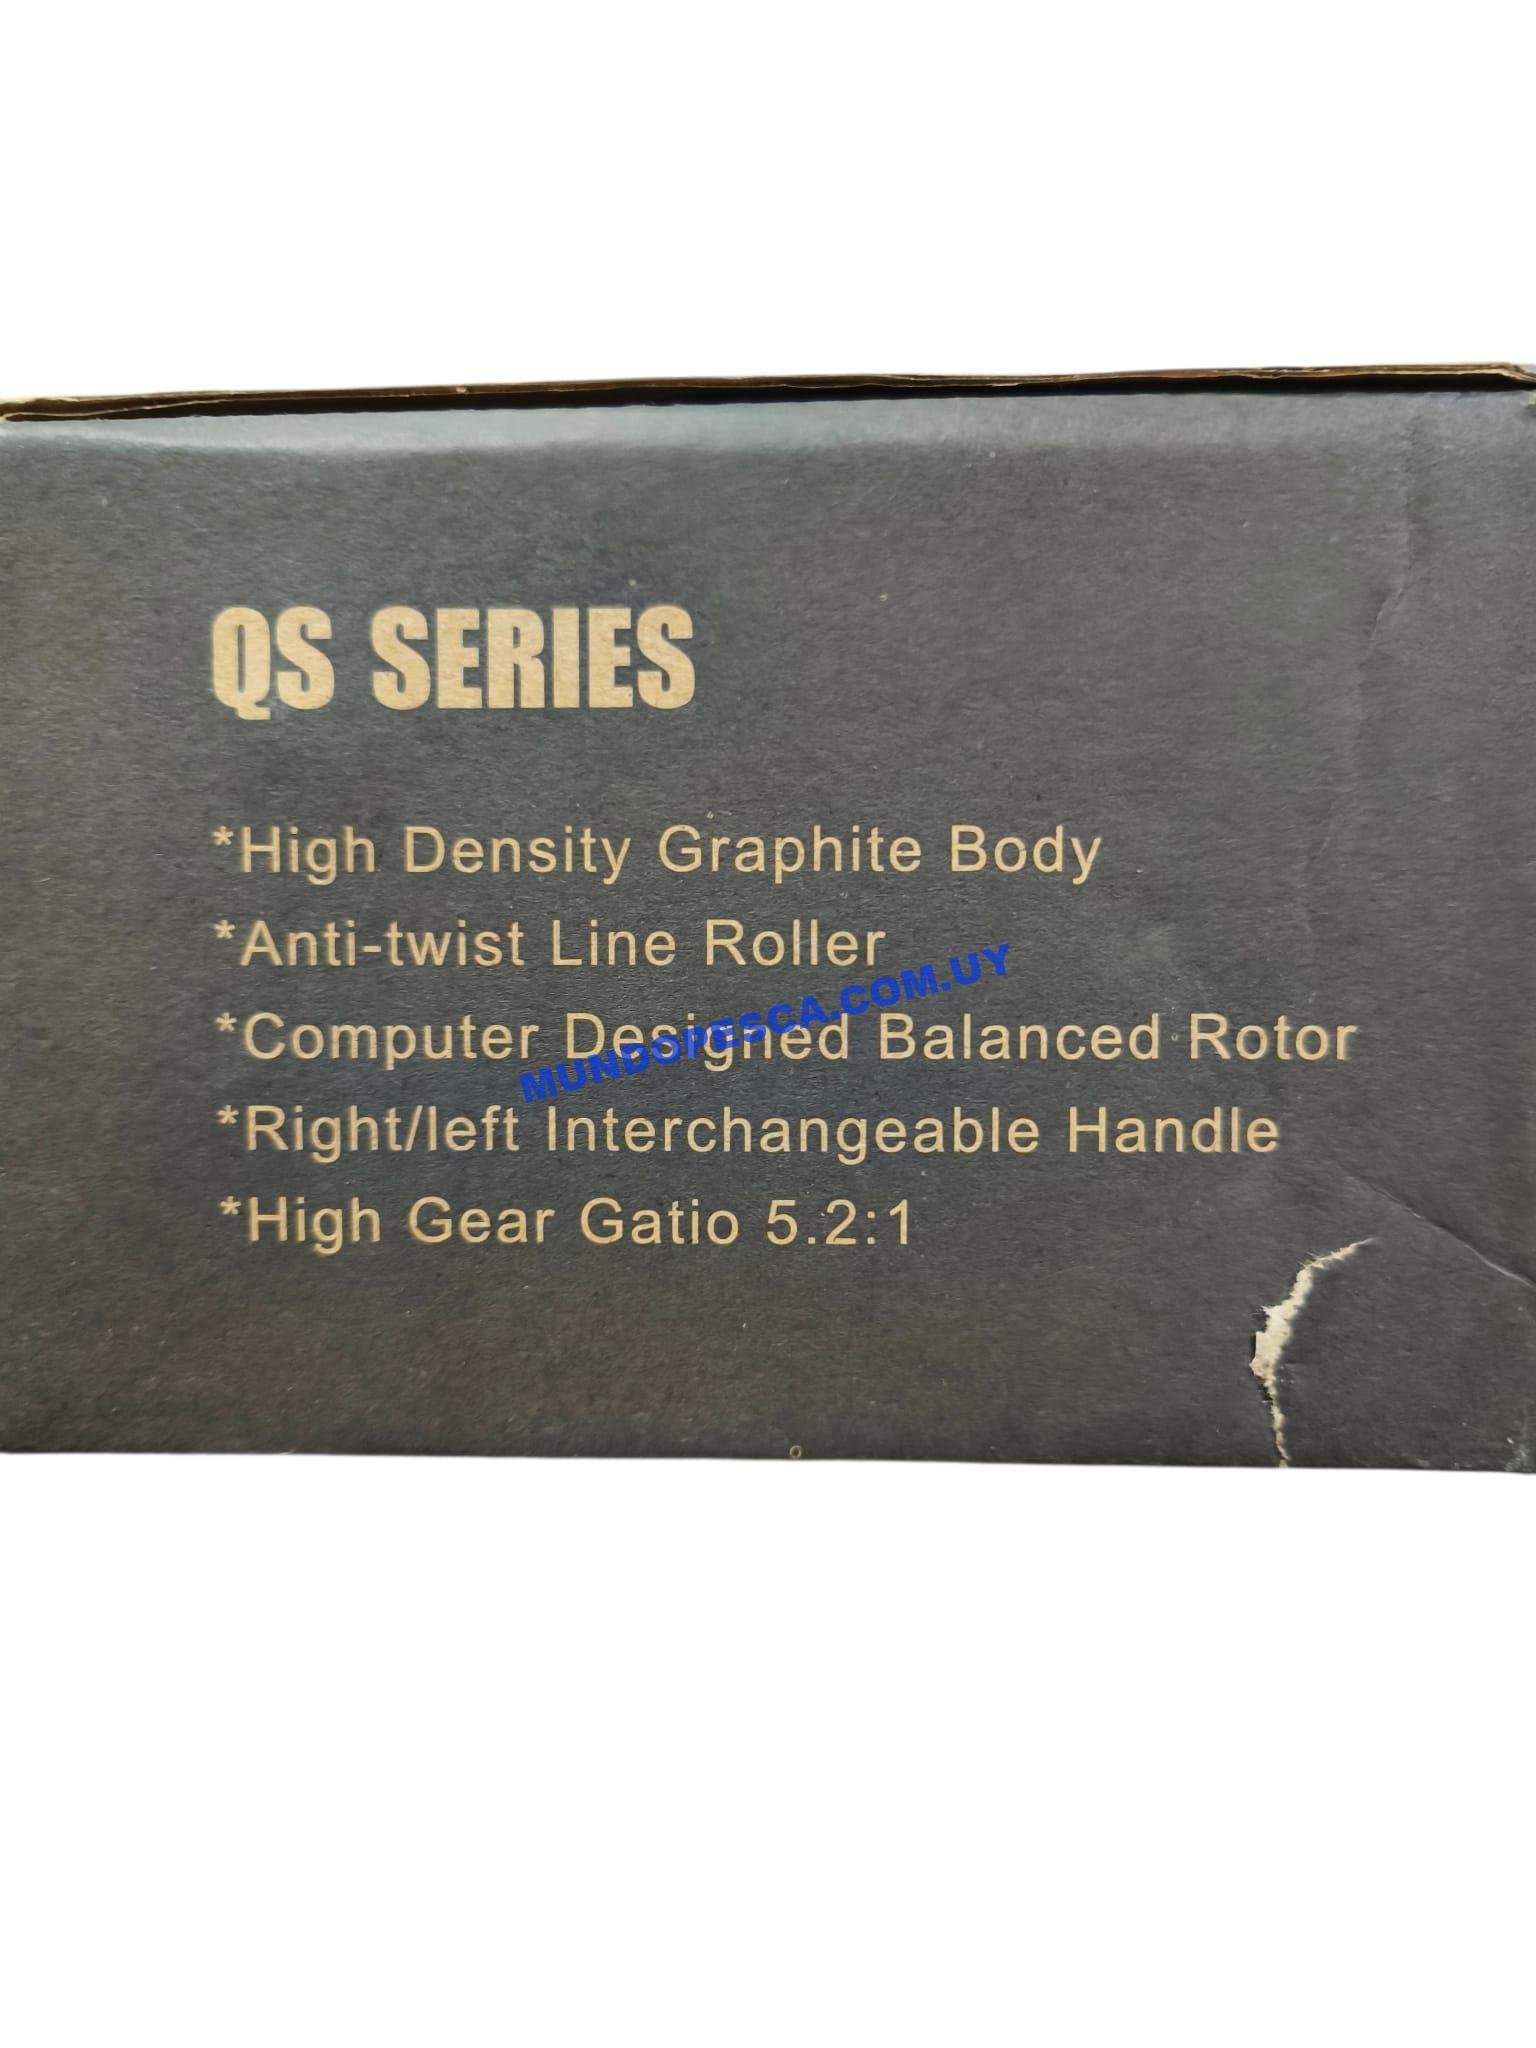 QS SERIES
*High Density Graphite Body
*Anti-twist Line Roller
*Computer Designed Balanced Rotor
MUNDOPESCA.COM.UY
*Right/left Interchangeable Handle
*High Gear Gatio 5.2:1